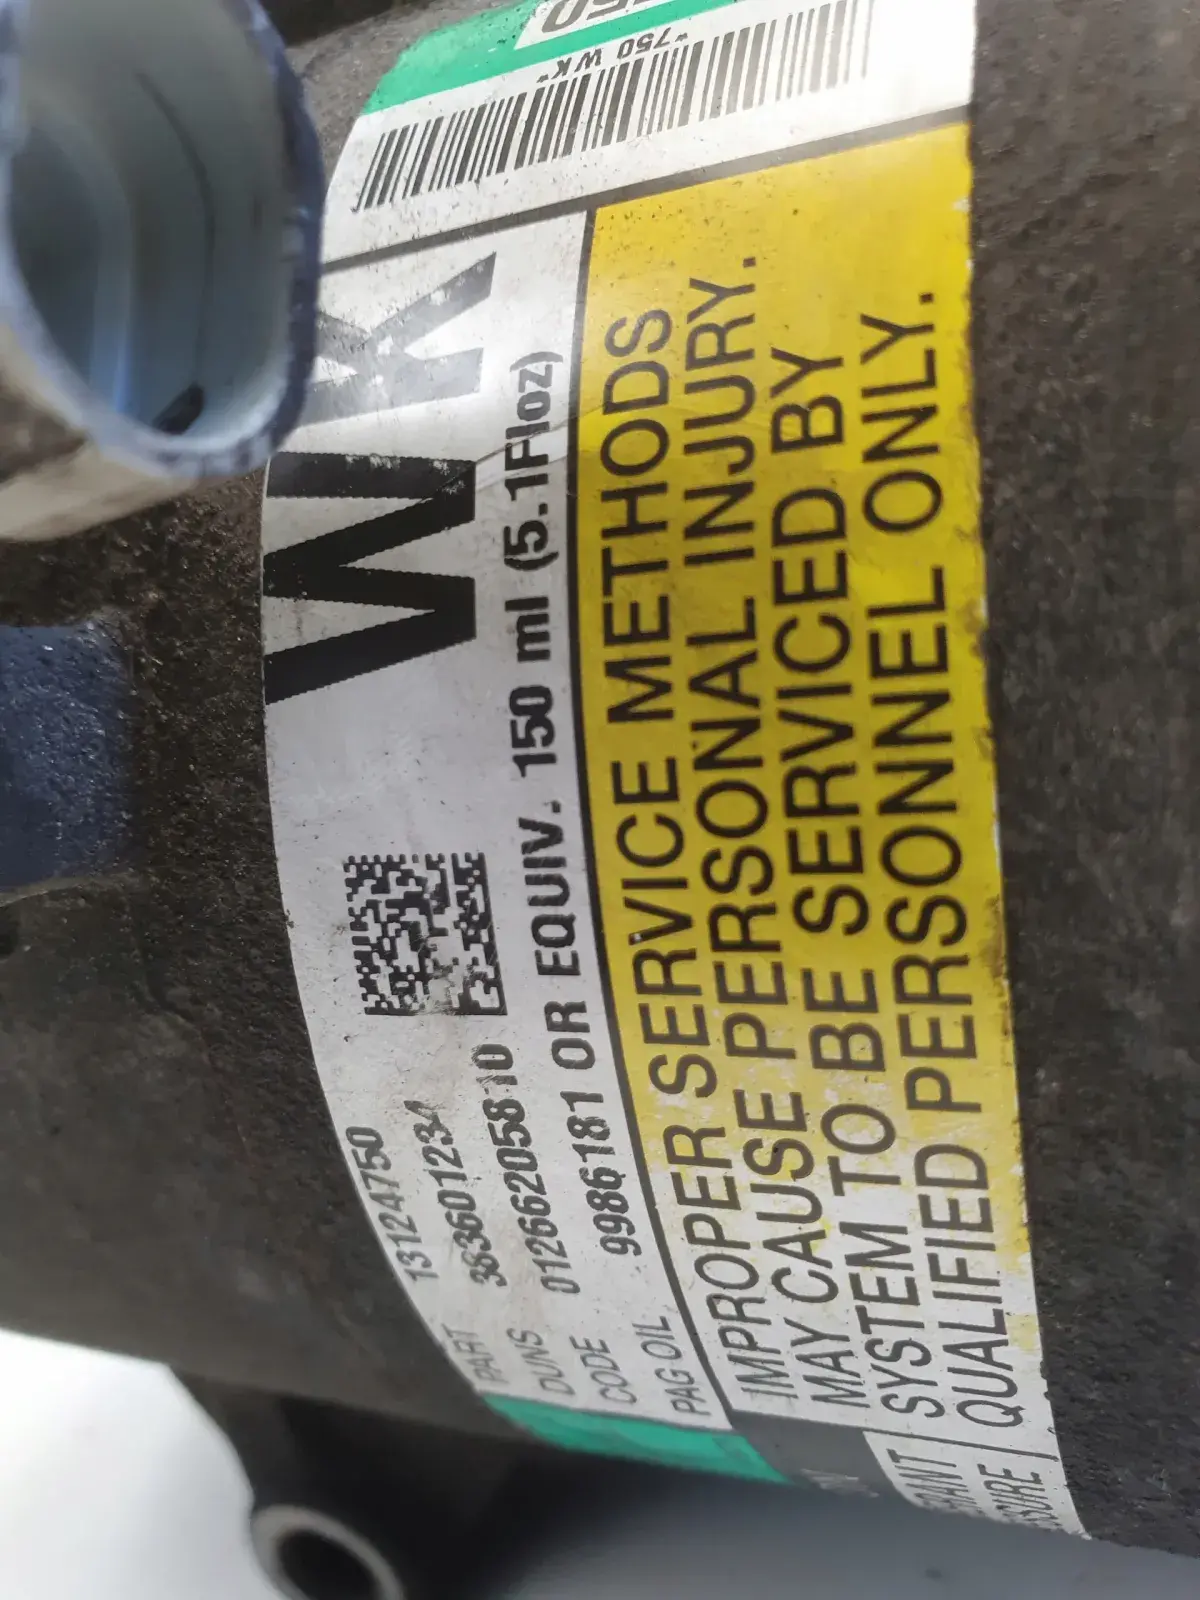 *750 WK*
WK
PART 13124750
DUNS 363601234
CODE 0126620581 0
PAG OIL 9986181 OR EQUIV. 150 ml (5.1Floz)
IMPROPER SERVICE METHODS
MAY CAUSE PERSONAL INJURY.
SYSTEM TO BE SERVICED BY
QUALIFIED PERSONNEL ONLY.